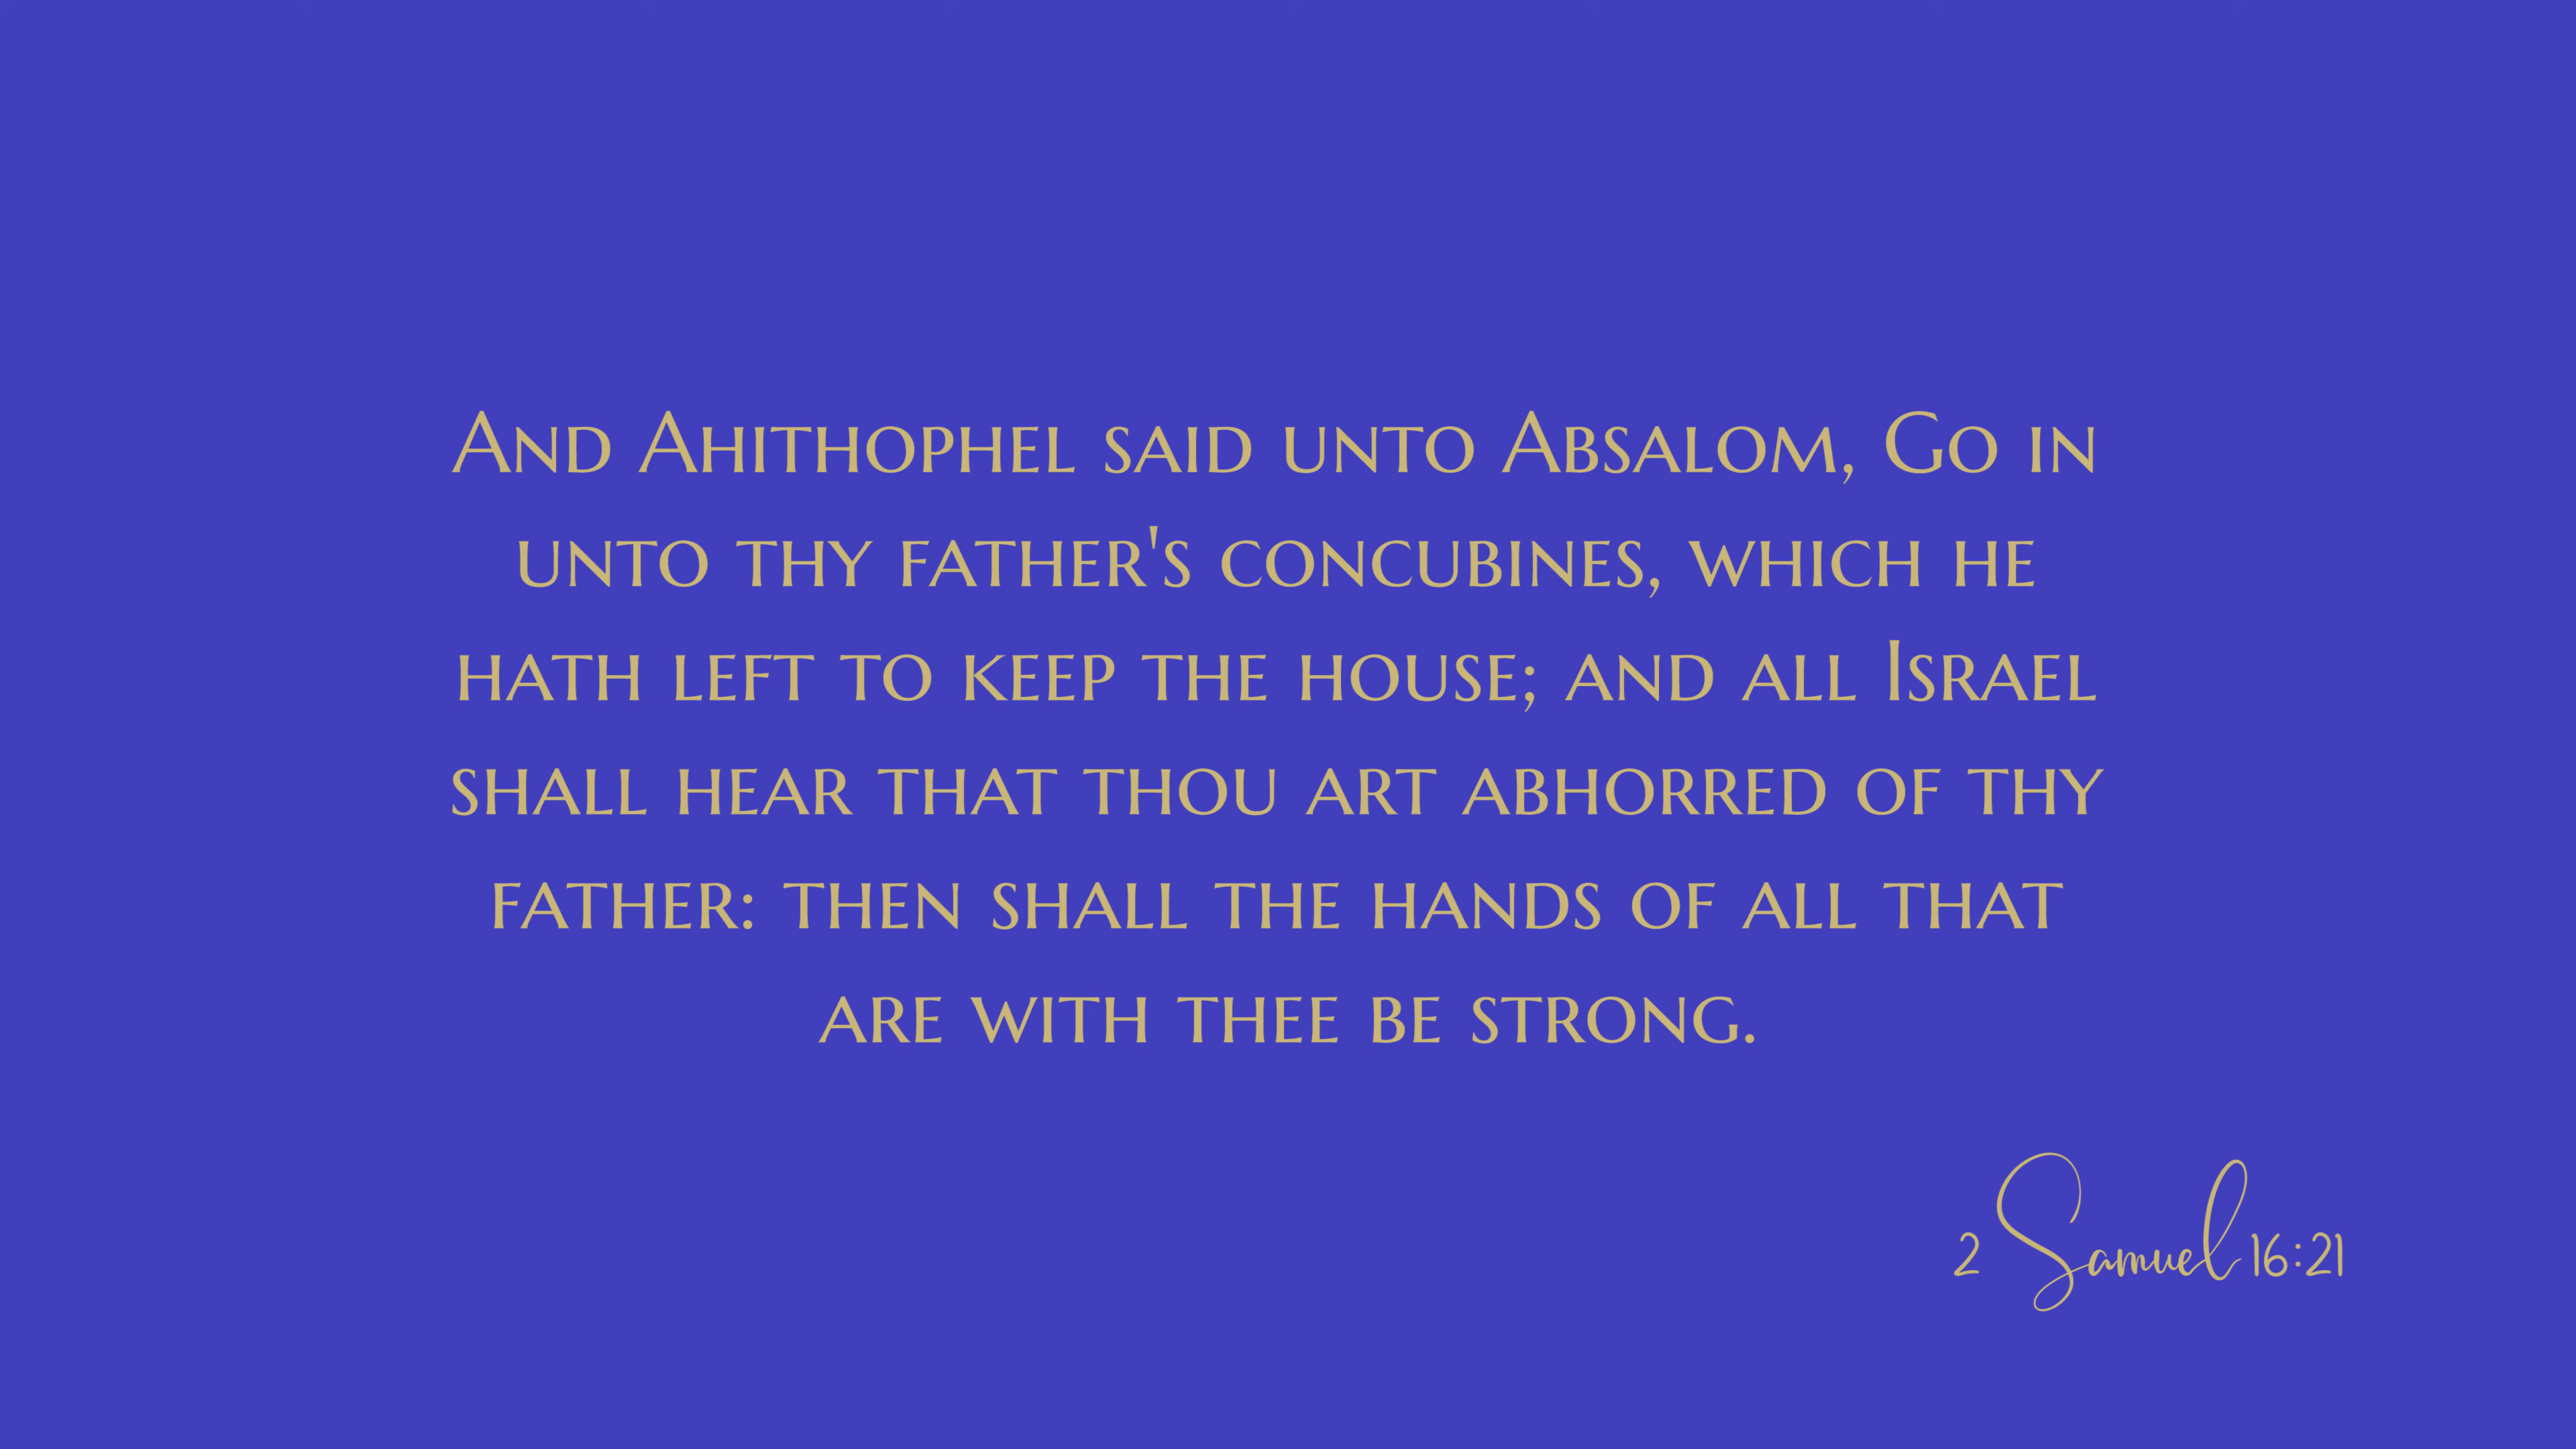 And Ahithophel said unto Absalom, Go in
unto thy father's concubines, which he
hath left to keep the house; and all Israel
shall hear that thou art abhorred of thy
father: then shall the hands of all that
are with thee be strong.
2 Samuel 16:21